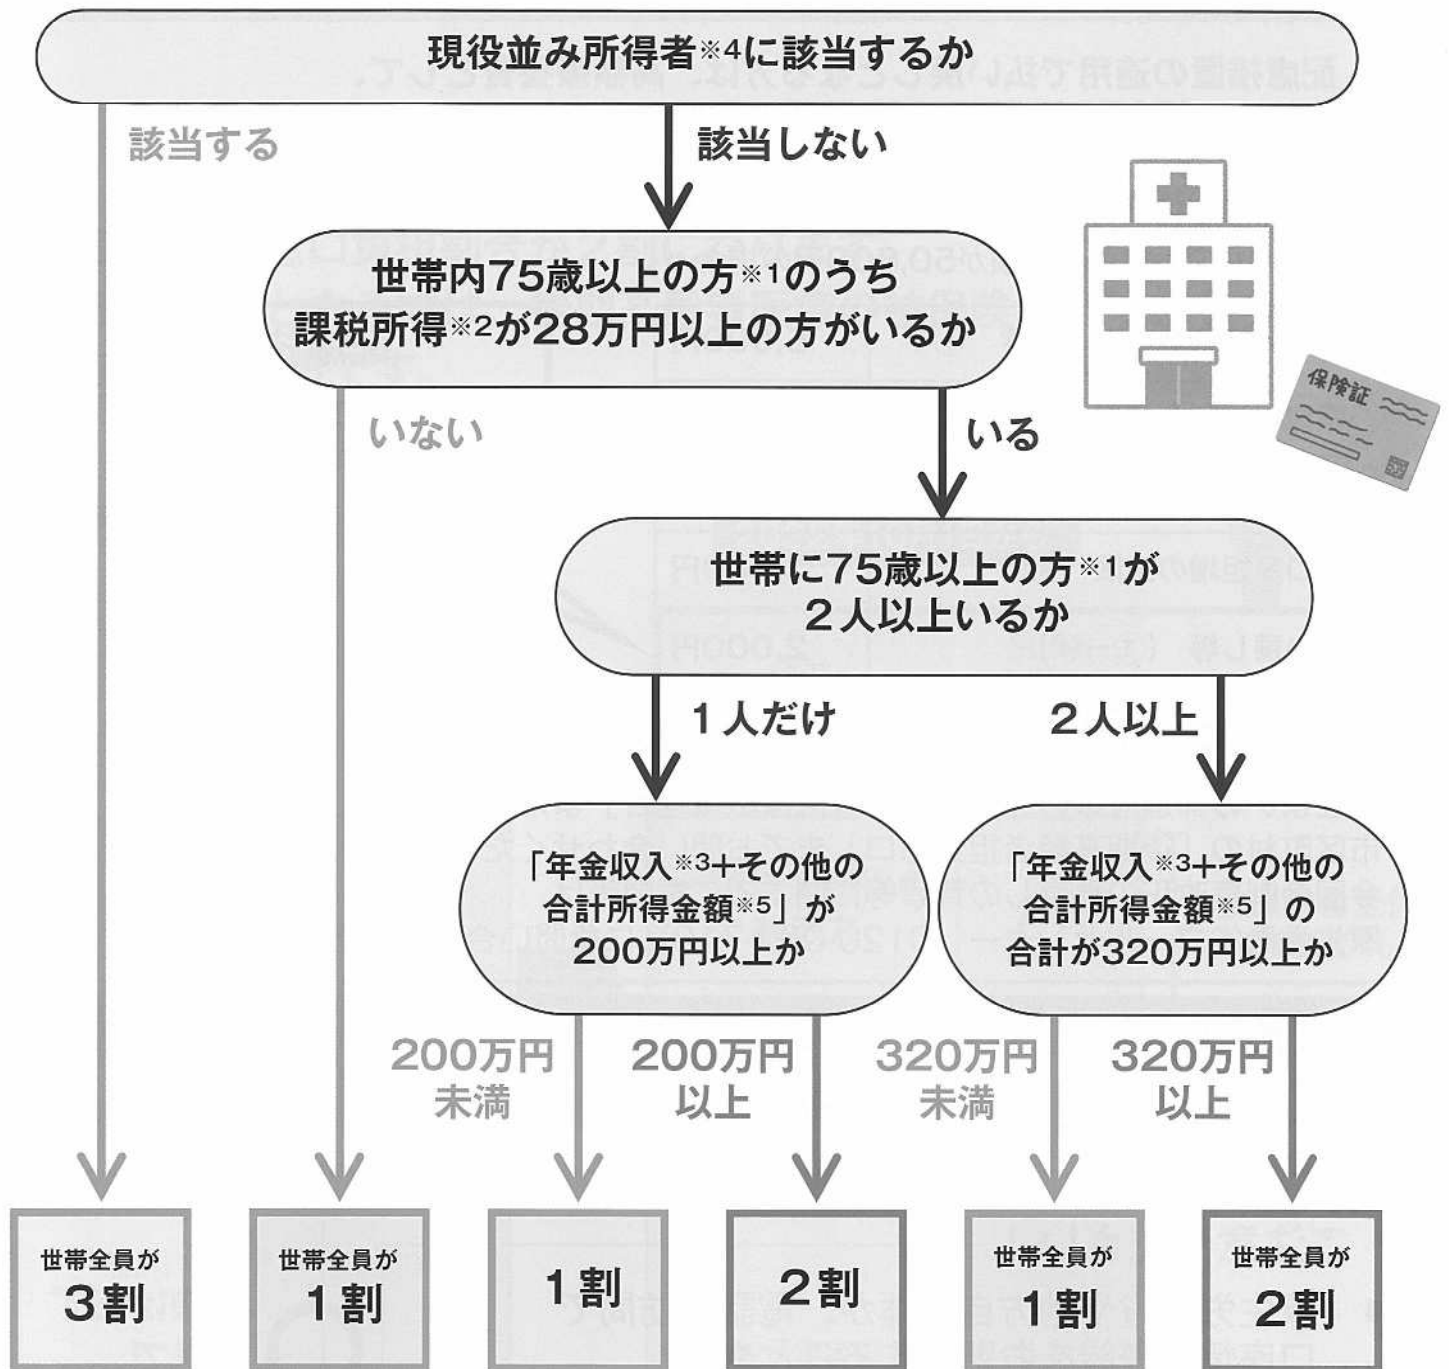 現役並み所得者※4に該当するか
該当する
該当しない
世帯内75歳以上の方※1のうち
課税所得※2が28万円以上の方がいるか
保険証
いない
いる
世帯に75歳以上の方※1が
2人以上いるか
1人だけ
2人以上
「年金収入※3+その他の
合計所得金額※5」が
200万円以上か
「年金収入※3+その他の
合計所得金額※5」の
合計が320万円以上か
200万円
未満
200万円
以上
320万円
未満
320万円
以上
世帯全員が
3割
世帯全員が
1割
1割
2割
世帯全員が
1割
世帯全員が
2割